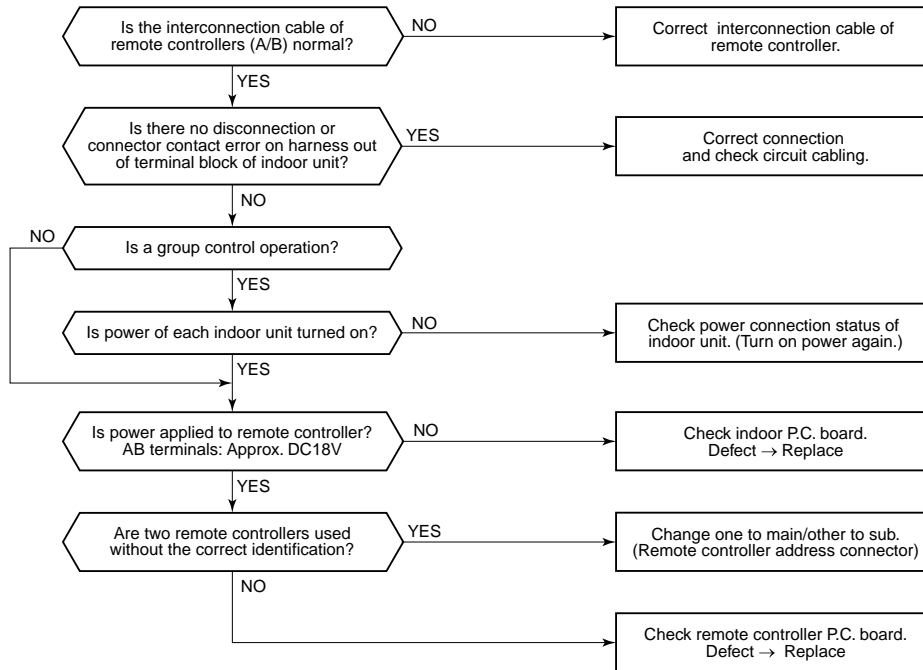 Is the interconnection cable of
remote controllers (A/B) normal?
NO
Correct interconnection cable of
remote controller.
YES
Is there no disconnection or
connector contact error on harness out
of terminal block of indoor unit?
YES
Correct connection
and check circuit cabling.
NO
NO
Is a group control operation?
YES
Is power of each indoor unit turned on?
NO
Check power connection status of
indoor unit. (Turn on power again.)
YES
Is power applied to remote controller?
AB terminals: Approx. DC18V
NO
Check indoor P.C. board.
Defect → Replace
YES
Are two remote controllers used
without the correct identification?
YES
Change one to main/other to sub.
(Remote controller address connector)
NO
Check remote controller P.C. board.
Defect → Replace